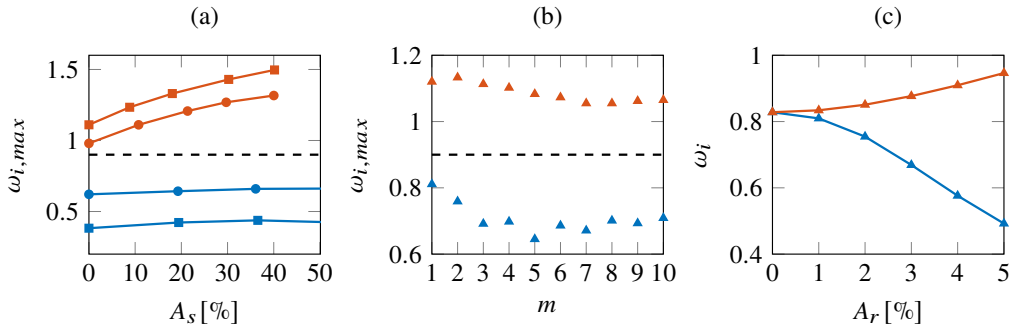 (a)
1.5
1
0.5
0 10 20 30 40 50
ω_{i,max}
A_s [%]
(b)
1.2
1
0.8
0.6
1 2 3 4 5 6 7 8 9 10
ω_{i,max}
m
(c)
1
0.8
0.6
0.4
0 1 2 3 4 5
ω_i
A_r [%]